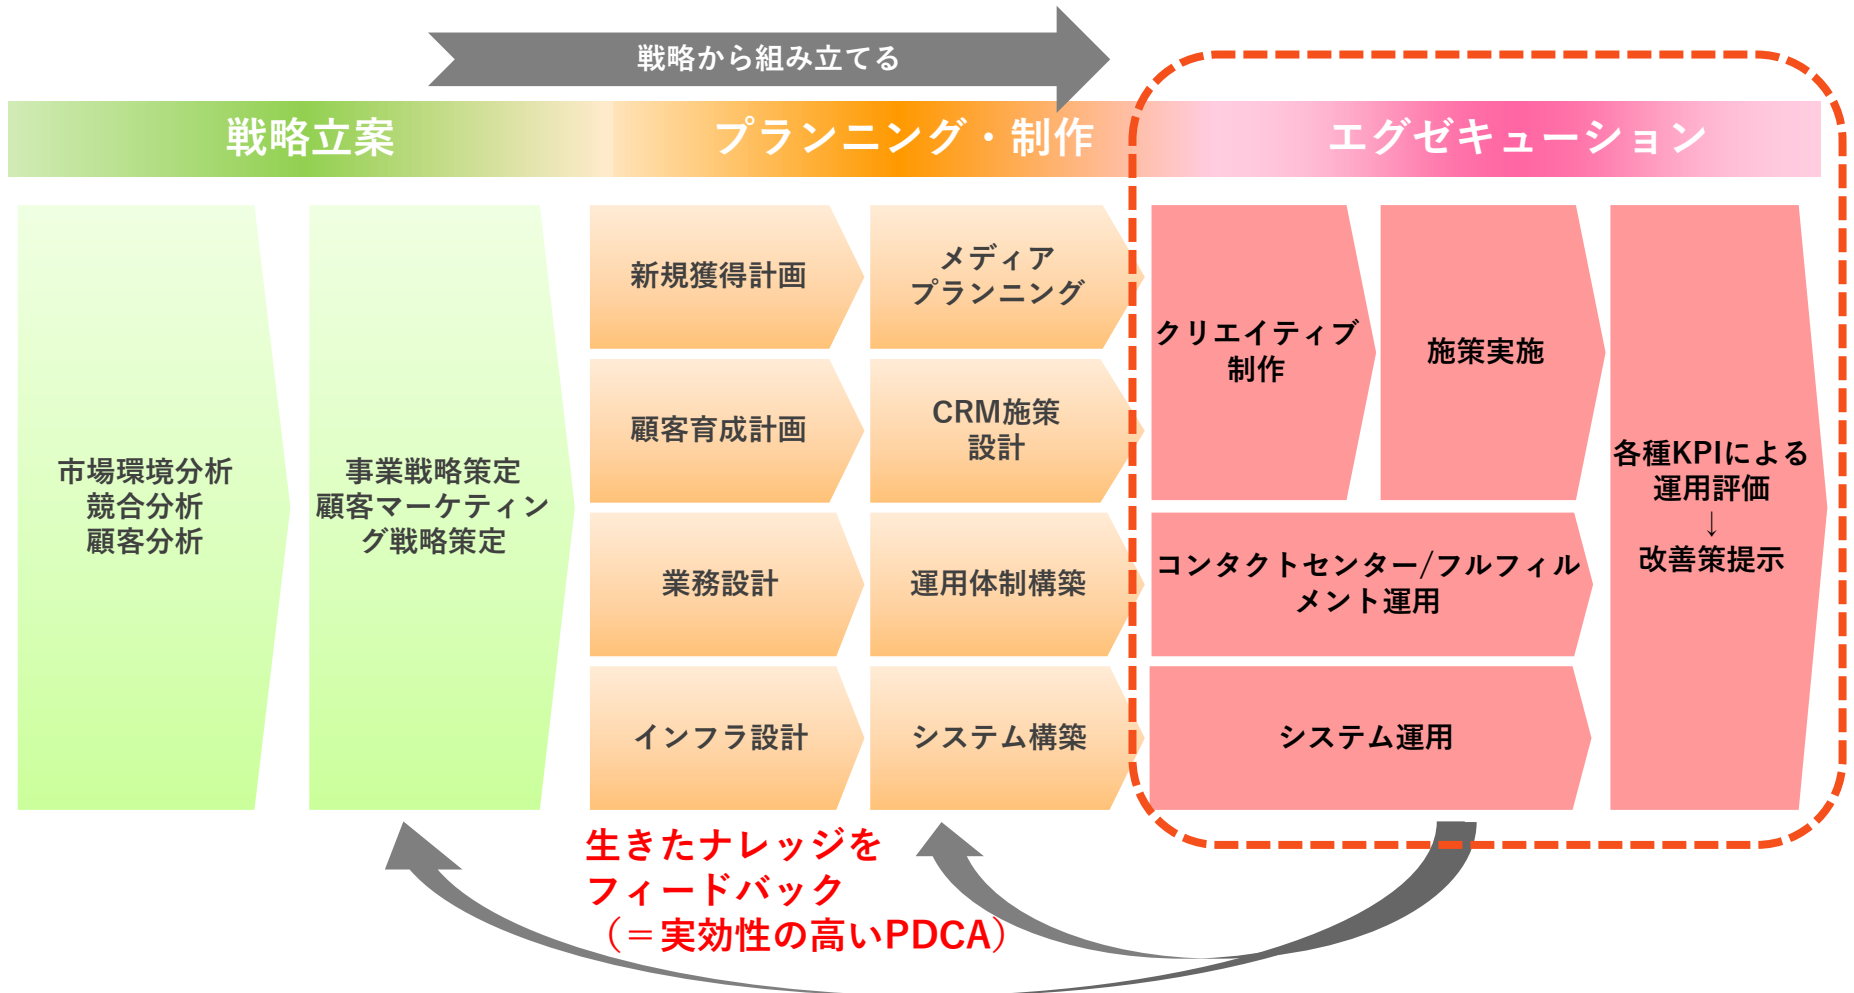 戦略から組み立てる
戦略立案
プランニング・制作
エグゼキューション
市場環境分析
競合分析
顧客分析
事業戦略策定
顧客マーケティン
グ戦略策定
新規獲得計画
メディア
プランニング
顧客育成計画
CRM施策
設計
業務設計
運用体制構築
インフラ設計
システム構築
クリエイティブ
制作
施策実施
コンタクトセンター/フルフィル
メント運用
システム運用
各種KPIによる
運用評価
↓
改善策提示
生きたナレッジを
フィードバック
（＝実効性の高いPDCA）